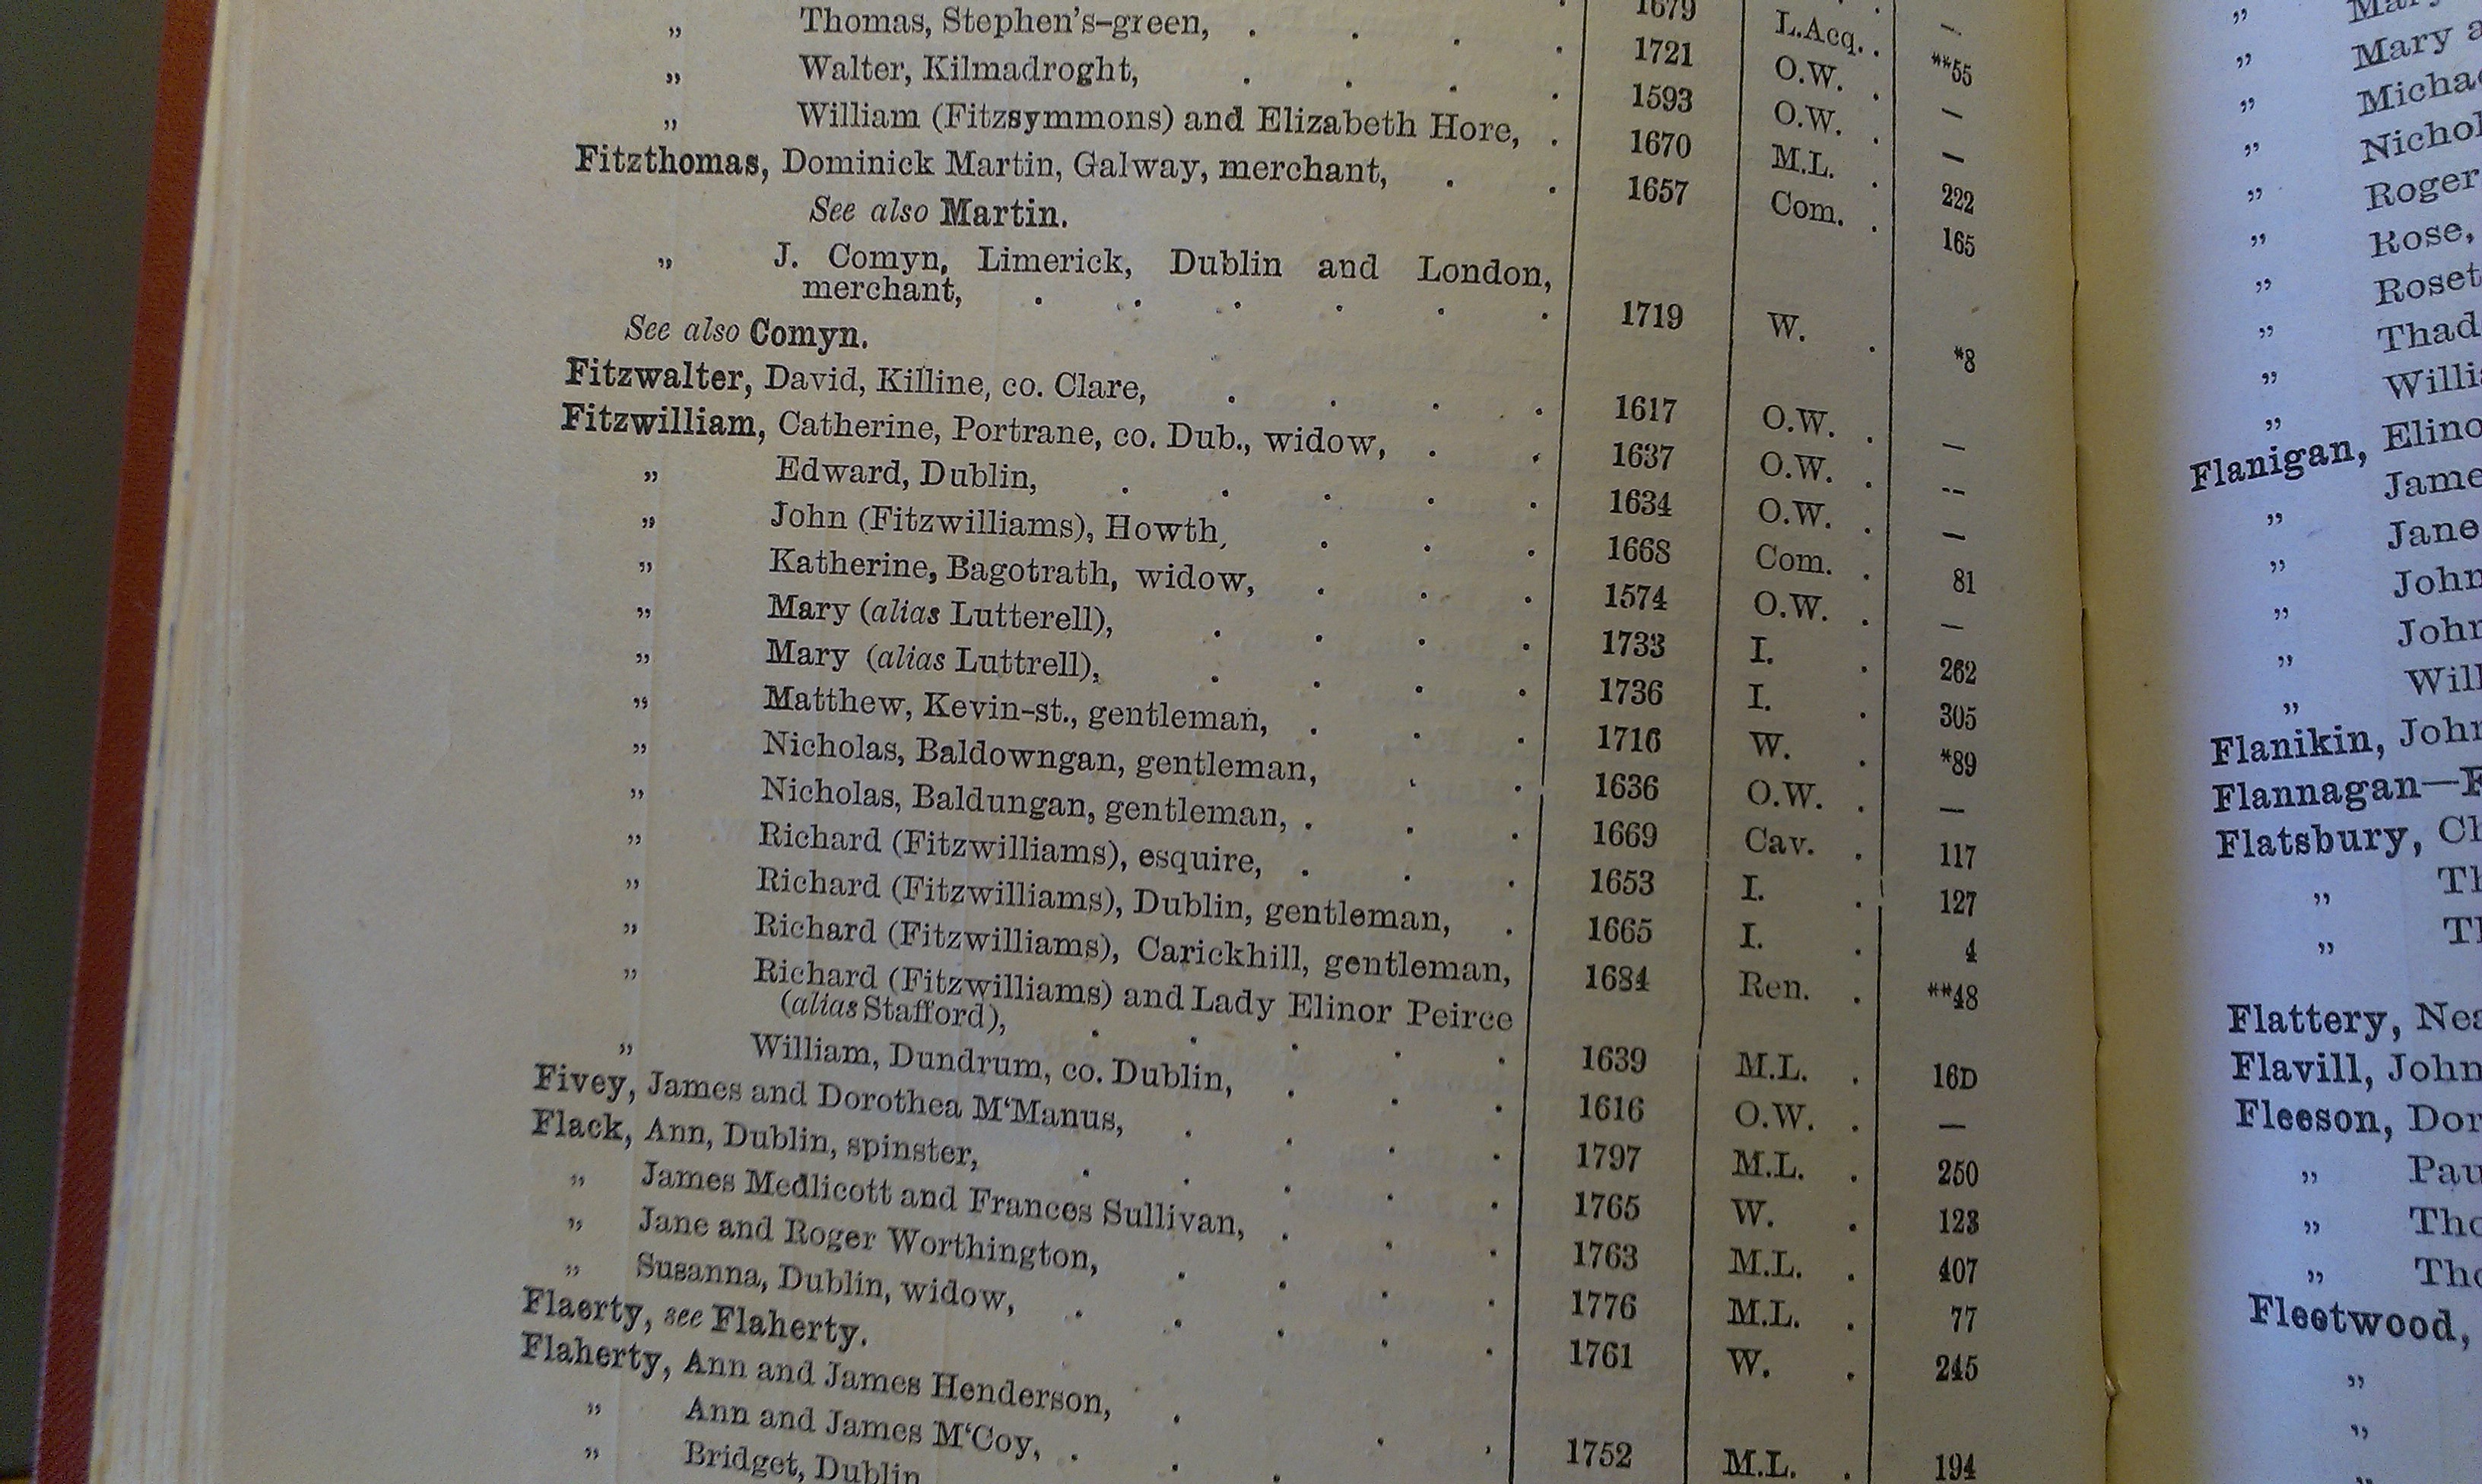 1679 L.Acq. . **55
„ Thomas, Stephen's-green, . . . . 1721 O.W. . —
„ Walter, Kilmadroght, . . . . 1593 O.W. . —
„ William (Fitzsymmons) and Elizabeth Hore, . 1670 M.L. . 222
Fitzthomas, Dominick Martin, Galway, merchant, . . 1657 Com. . 165
See also Martin.
„ J. Comyn, Limerick, Dublin and London,
merchant, . . . . . . 1719 W. . *8
See also Comyn.
Fitzwalter, David, Killine, co. Clare, . . . . 1617 O.W. . —
Fitzwilliam, Catherine, Portrane, co. Dub., widow, . . 1637 O.W. . --
„ Edward, Dublin, . . . . . 1634 O.W. . —
„ John (Fitzwilliams), Howth, . . . 1668 Com. . 81
„ Katherine, Bagotrath, widow, . . . 1574 O.W. . —
„ Mary (alias Lutterell), . . . . 1733 I. . 262
„ Mary (alias Luttrell), . . . . 1736 I. . 305
„ Matthew, Kevin-st., gentleman, . . . 1716 W. . *89
„ Nicholas, Baldowngan, gentleman, . . 1636 O.W. . —
„ Nicholas, Baldungan, gentleman, . . . 1669 Cav. . 117
„ Richard (Fitzwilliams), esquire, . . . 1653 I. . 127
„ Richard (Fitzwilliams), Dublin, gentleman, . 1665 I. . 4
„ Richard (Fitzwilliams), Carickhill, gentleman, 1684 Ren. . **48
„ Richard (Fitzwilliams) and Lady Elinor Peirce
(alias Stafford), . . . . . 1639 M.L. . 16D
„ William, Dundrum, co. Dublin, . . . 1616 O.W. . —
Fivey, James and Dorothea M'Manus, . . . . 1797 M.L. . 250
Flack, Ann, Dublin, spinster, . . . . . 1765 W. . 123
„ James Medlicott and Frances Sullivan, . . . 1763 M.L. . 407
„ Jane and Roger Worthington, . . . . 1776 M.L. . 77
„ Susanna, Dublin, widow, . . . . . 1761 W. . 245
Flaerty, see Flaherty.
Flaherty, Ann and James Henderson, . . . 1752 M.L. . 194
„ Ann and James M'Coy, . . .
„ Bridget, Dublin
„ Mary
„ Mary
„
„
„ Roger
„ Rose,
„
„
„
„
Flanigan,
„
„ Jane
„ John
„
„
„
Flanikin, John
Flannagan—
Flatsbury,
„
„
Flattery,
Flavill, John
Fleeson,
„
„
„
Fleetwood,
„
„